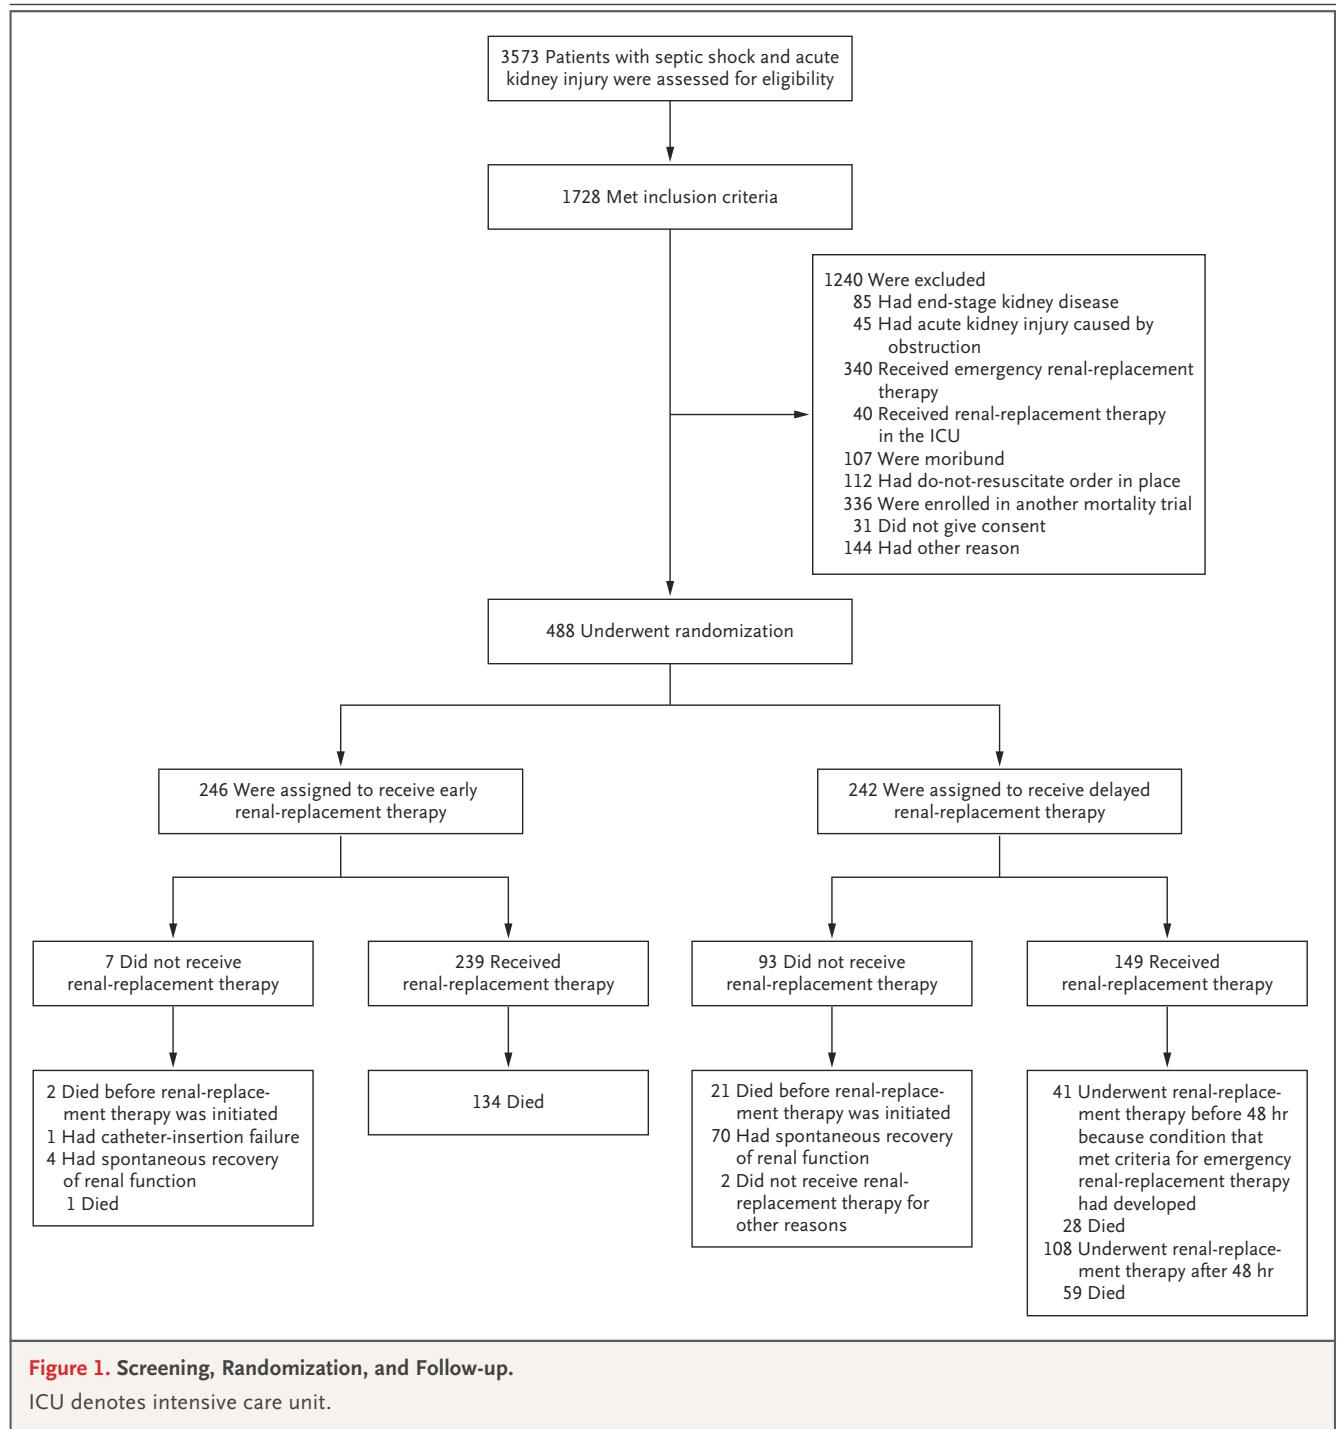 3573 Patients with septic shock and acute
kidney injury were assessed for eligibility
1728 Met inclusion criteria
1240 Were excluded
85 Had end-stage kidney disease
45 Had acute kidney injury caused by
obstruction
340 Received emergency renal-replacement
therapy
40 Received renal-replacement therapy
in the ICU
107 Were moribund
112 Had do-not-resuscitate order in place
336 Were enrolled in another mortality trial
31 Did not give consent
144 Had other reason
488 Underwent randomization
246 Were assigned to receive early
renal-replacement therapy
242 Were assigned to receive delayed
renal-replacement therapy
7 Did not receive
renal-replacement therapy
239 Received
renal-replacement therapy
93 Did not receive
renal-replacement therapy
149 Received
renal-replacement therapy
2 Died before renal-replace-
ment therapy was initiated
1 Had catheter-insertion failure
4 Had spontaneous recovery
of renal function
1 Died
134 Died
21 Died before renal-replace-
ment therapy was initiated
70 Had spontaneous recovery
of renal function
2 Did not receive renal-
replacement therapy for
other reasons
41 Underwent renal-replace-
ment therapy before 48 hr
because condition that
met criteria for emergency
renal-replacement therapy
had developed
28 Died
108 Underwent renal-replace-
ment therapy after 48 hr
59 Died
Figure 1. Screening, Randomization, and Follow-up.
ICU denotes intensive care unit.